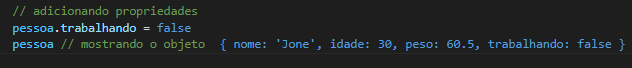 // adicionando propriedades
pessoa.trabalhando = false
pessoa // mostrando o objeto  { nome: 'Jone', idade: 30, peso: 60.5, trabalhando: false }